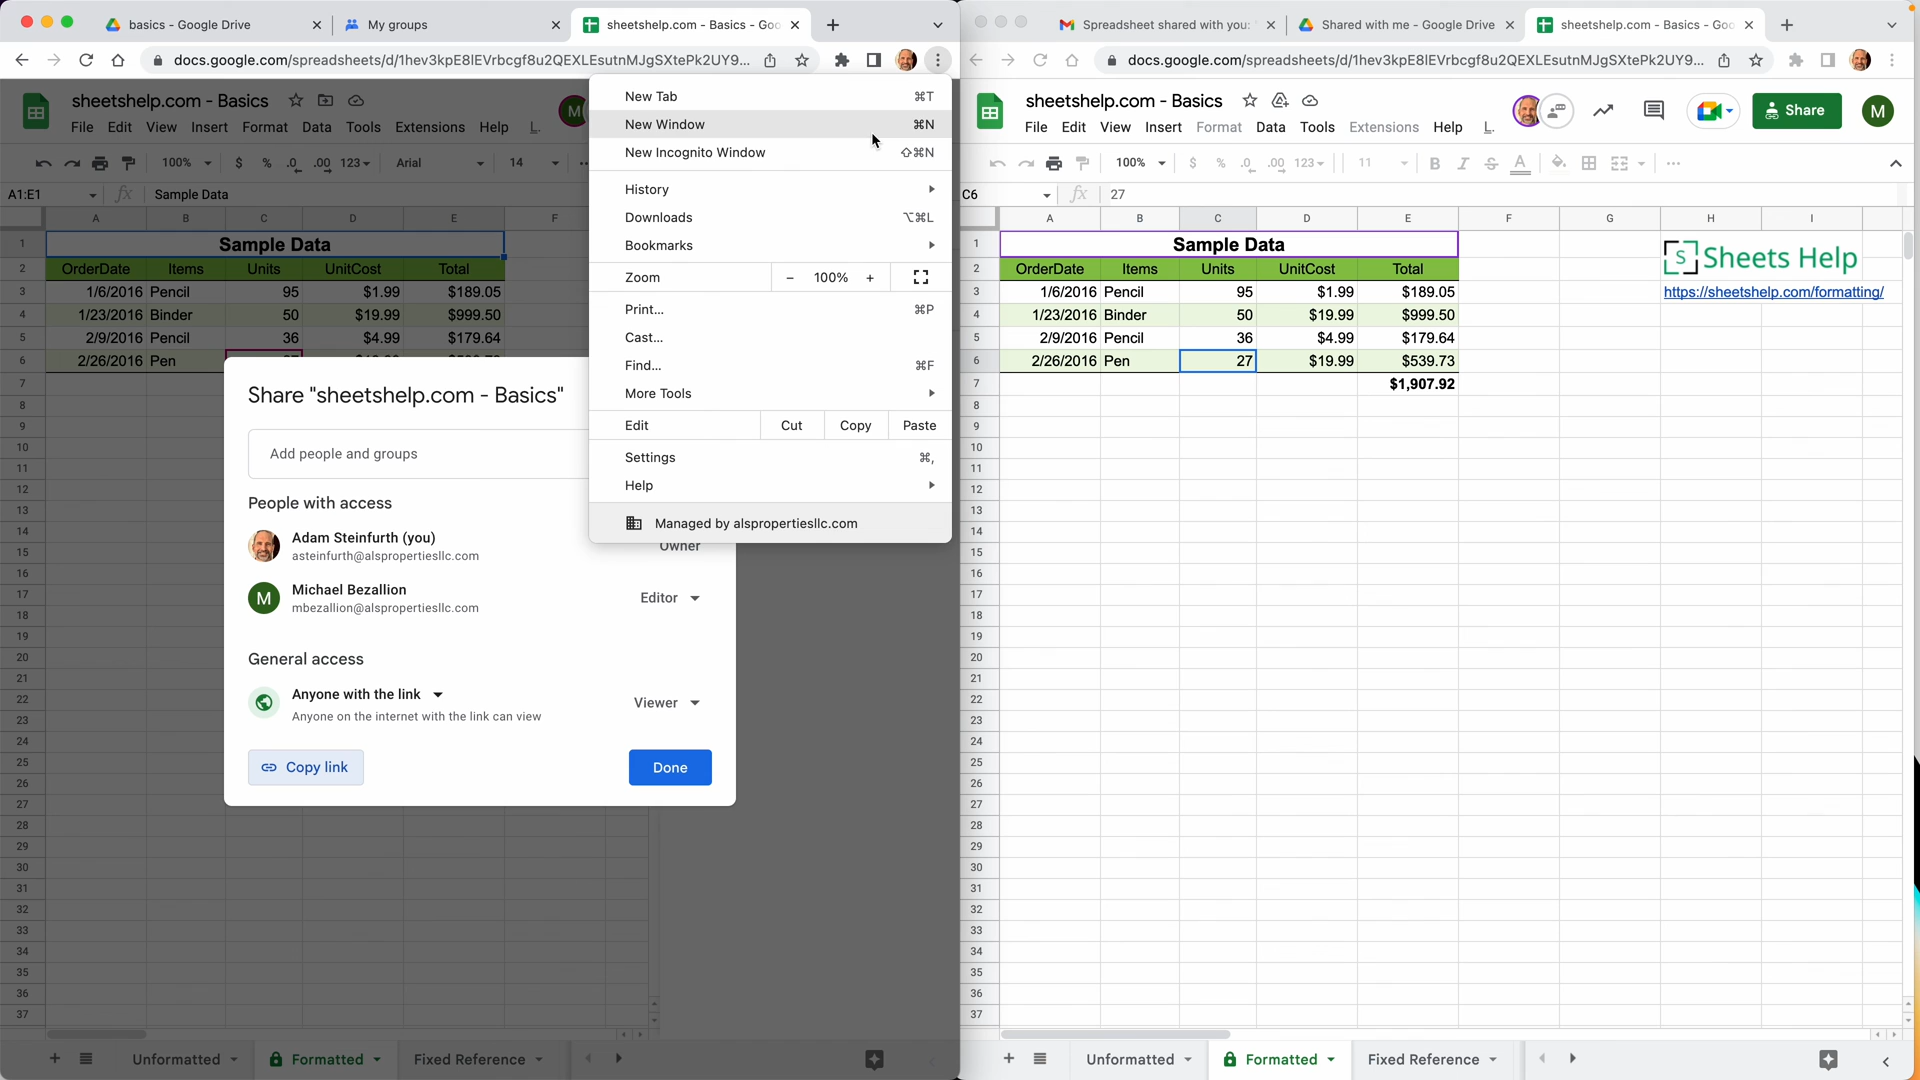 basics - Google Drive
My groups
sheetshelp.com - Basics - Goo
docs.google.com/spreadsheets/d/1hev3kpE8lEVrbcgf8u2QEXLEsutnMJgSXtePk2UY9...
sheetshelp.com - Basics
M
File Edit View Insert Format Data Tools Extensions Help L.
100% $ % .0 .00 123 Arial 14
A1:E1 fx Sample Data
A B C D E F
1 Sample Data
2 OrderDate Items Units UnitCost Total
3 1/6/2016 Pencil 95 $1.99 $189.05
4 1/23/2016 Binder 50 $19.99 $999.50
5 2/9/2016 Pencil 36 $4.99 $179.64
6 2/26/2016 Pen
7
8
9
10
11
12
13
14
15
16
17
18
19
20
21
22
23
24
25
26
27
28
29
30
31
32
33
34
35
36
37
Unformatted Formatted Fixed Reference
New Tab ⌘T
New Window ⌘N
New Incognito Window ⇧⌘N
History
Downloads ⌥⌘L
Bookmarks
Zoom - 100% +
Print... ⌘P
Cast...
Find... ⌘F
More Tools
Edit Cut Copy Paste
Settings ⌘,
Help
Managed by alspropertiesllc.com
Share "sheetshelp.com - Basics"
Add people and groups
People with access
Adam Steinfurth (you)
asteinfurth@alspropertiesllc.com
Owner
M
Michael Bezallion
mbezallion@alspropertiesllc.com
Editor
General access
Anyone with the link
Anyone on the internet with the link can view
Viewer
Copy link
Done
Spreadsheet shared with you:
Shared with me - Google Drive
sheetshelp.com - Basics - Goo
docs.google.com/spreadsheets/d/1hev3kpE8lEVrbcgf8u2QEXLEsutnMJgSXtePk2UY9...
sheetshelp.com - Basics
Share
M
File Edit View Insert Format Data Tools Extensions Help L.
100% $ % .0 .00 123 11 B I S A
C6 fx 27
A B C D E F G H I
1 Sample Data
S Sheets Help
2 OrderDate Items Units UnitCost Total
3 1/6/2016 Pencil 95 $1.99 $189.05 https://sheetshelp.com/formatting/
4 1/23/2016 Binder 50 $19.99 $999.50
5 2/9/2016 Pencil 36 $4.99 $179.64
6 2/26/2016 Pen 27 $19.99 $539.73
7 $1,907.92
8
9
10
11
12
13
14
15
16
17
18
19
20
21
22
23
24
25
26
27
28
29
30
31
32
33
34
35
36
37
Unformatted Formatted Fixed Reference